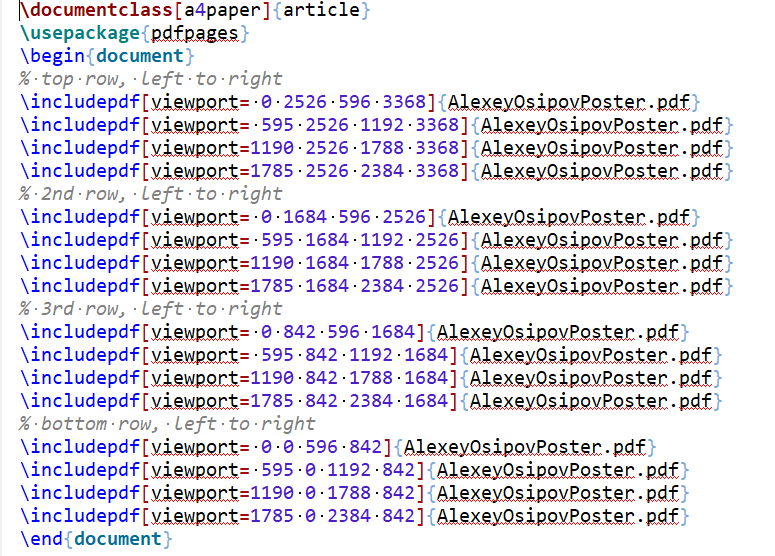 \documentclass[a4paper]{article}
\usepackage{pdfpages}
\begin{document}
% top row, left to right
\includepdf[viewport= 0 2526 596 3368]{AlexeyOsipovPoster.pdf}
\includepdf[viewport= 595 2526 1192 3368]{AlexeyOsipovPoster.pdf}
\includepdf[viewport=1190 2526 1788 3368]{AlexeyOsipovPoster.pdf}
\includepdf[viewport=1785 2526 2384 3368]{AlexeyOsipovPoster.pdf}
% 2nd row, left to right
\includepdf[viewport= 0 1684 596 2526]{AlexeyOsipovPoster.pdf}
\includepdf[viewport= 595 1684 1192 2526]{AlexeyOsipovPoster.pdf}
\includepdf[viewport=1190 1684 1788 2526]{AlexeyOsipovPoster.pdf}
\includepdf[viewport=1785 1684 2384 2526]{AlexeyOsipovPoster.pdf}
% 3rd row, left to right
\includepdf[viewport= 0 842 596 1684]{AlexeyOsipovPoster.pdf}
\includepdf[viewport= 595 842 1192 1684]{AlexeyOsipovPoster.pdf}
\includepdf[viewport=1190 842 1788 1684]{AlexeyOsipovPoster.pdf}
\includepdf[viewport=1785 842 2384 1684]{AlexeyOsipovPoster.pdf}
% bottom row, left to right
\includepdf[viewport= 0 0 596 842]{AlexeyOsipovPoster.pdf}
\includepdf[viewport= 595 0 1192 842]{AlexeyOsipovPoster.pdf}
\includepdf[viewport=1190 0 1788 842]{AlexeyOsipovPoster.pdf}
\includepdf[viewport=1785 0 2384 842]{AlexeyOsipovPoster.pdf}
\end{document}